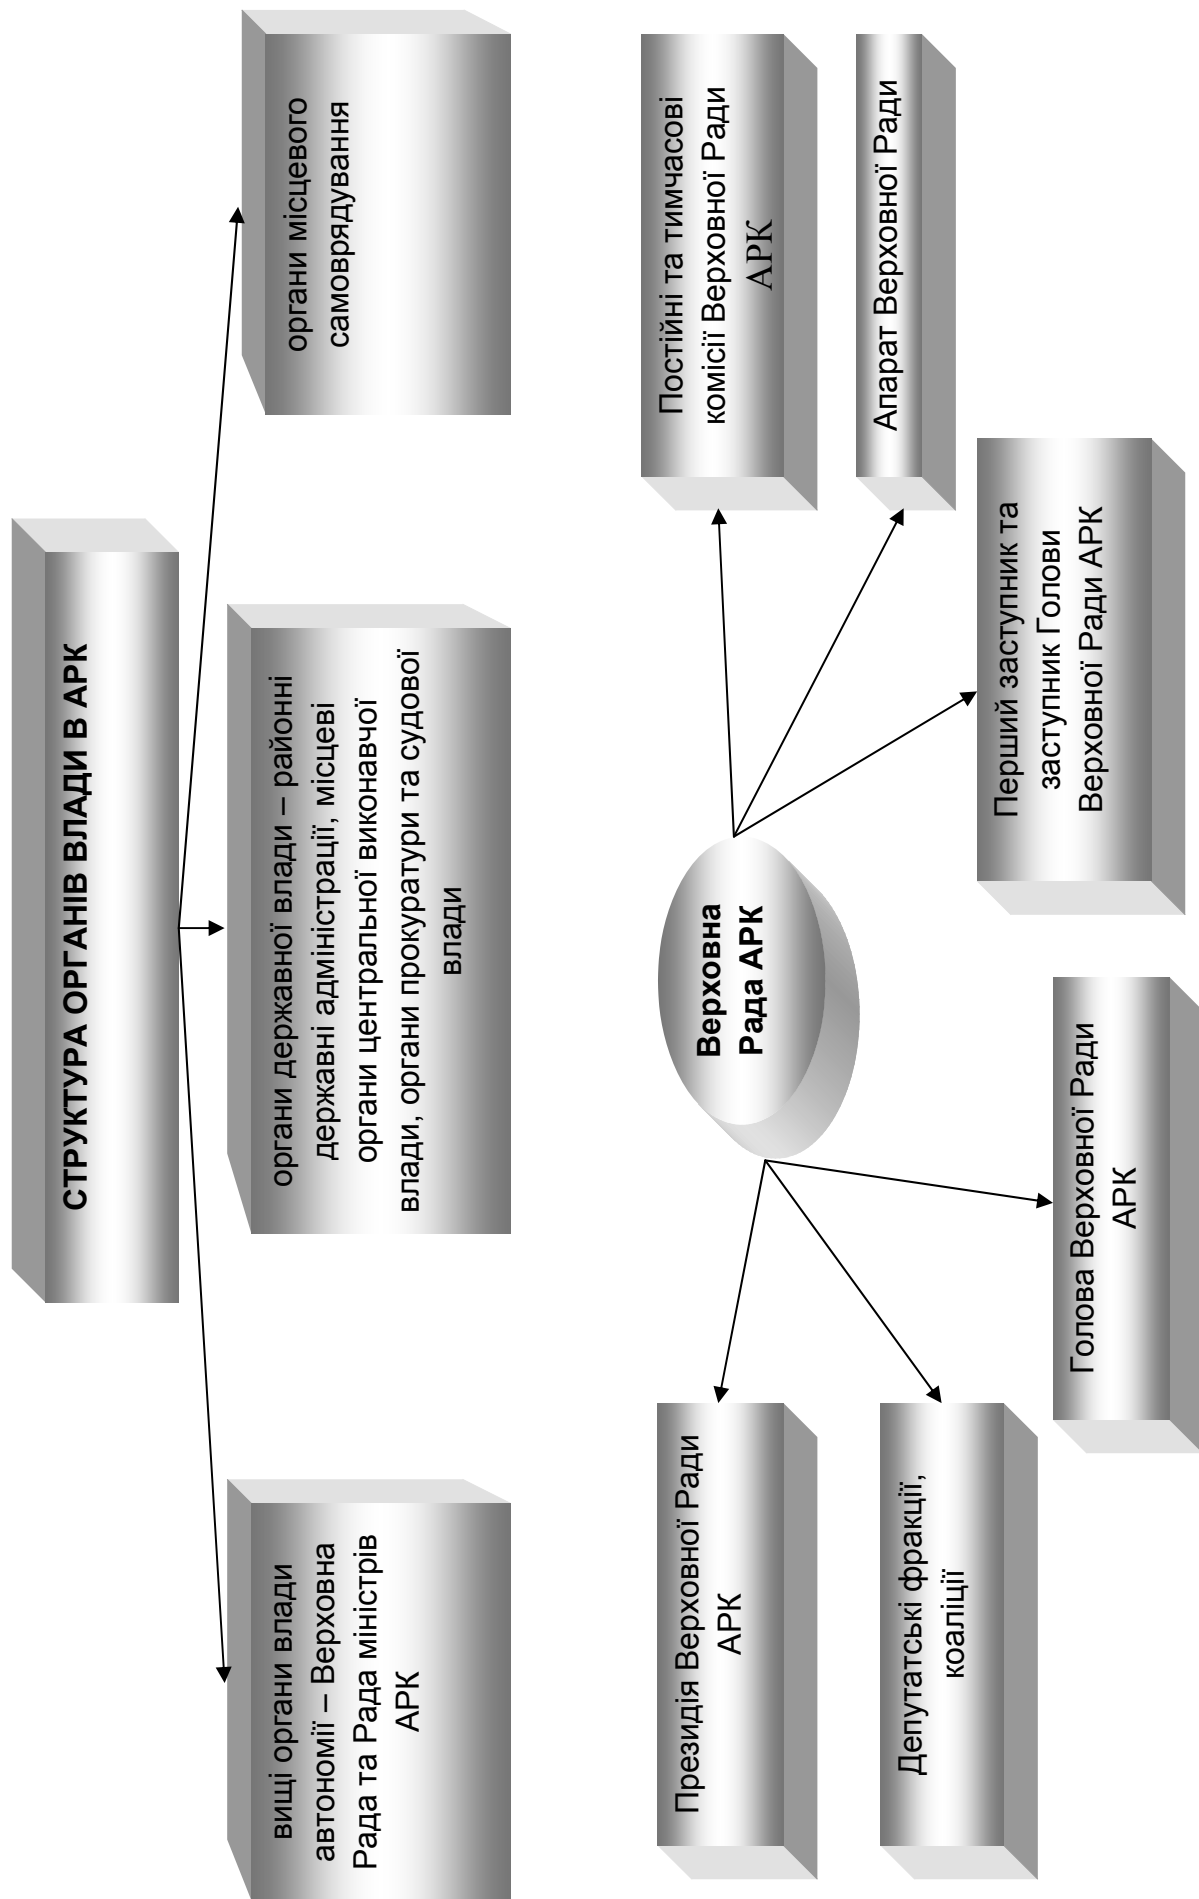 СТРУКТУРА ОРГАНІВ ВЛАДИ В АРК
вищі органи влади
автономії – Верховна
Рада та Рада міністрів
АРК
органи державної влади – районні
державні адміністрації, місцеві
органи центральної виконавчої
влади, органи прокуратури та судової
влади
органи місцевого
самоврядування
Верховна
Рада АРК
Президія Верховної Ради
АРК
Депутатські фракції,
коаліції
Голова Верховної Ради
АРК
Перший заступник та
заступник Голови
Верховної Ради АРК
Апарат Верховної Ради
Постійні та тимчасові
комісії Верховної Ради
АРК